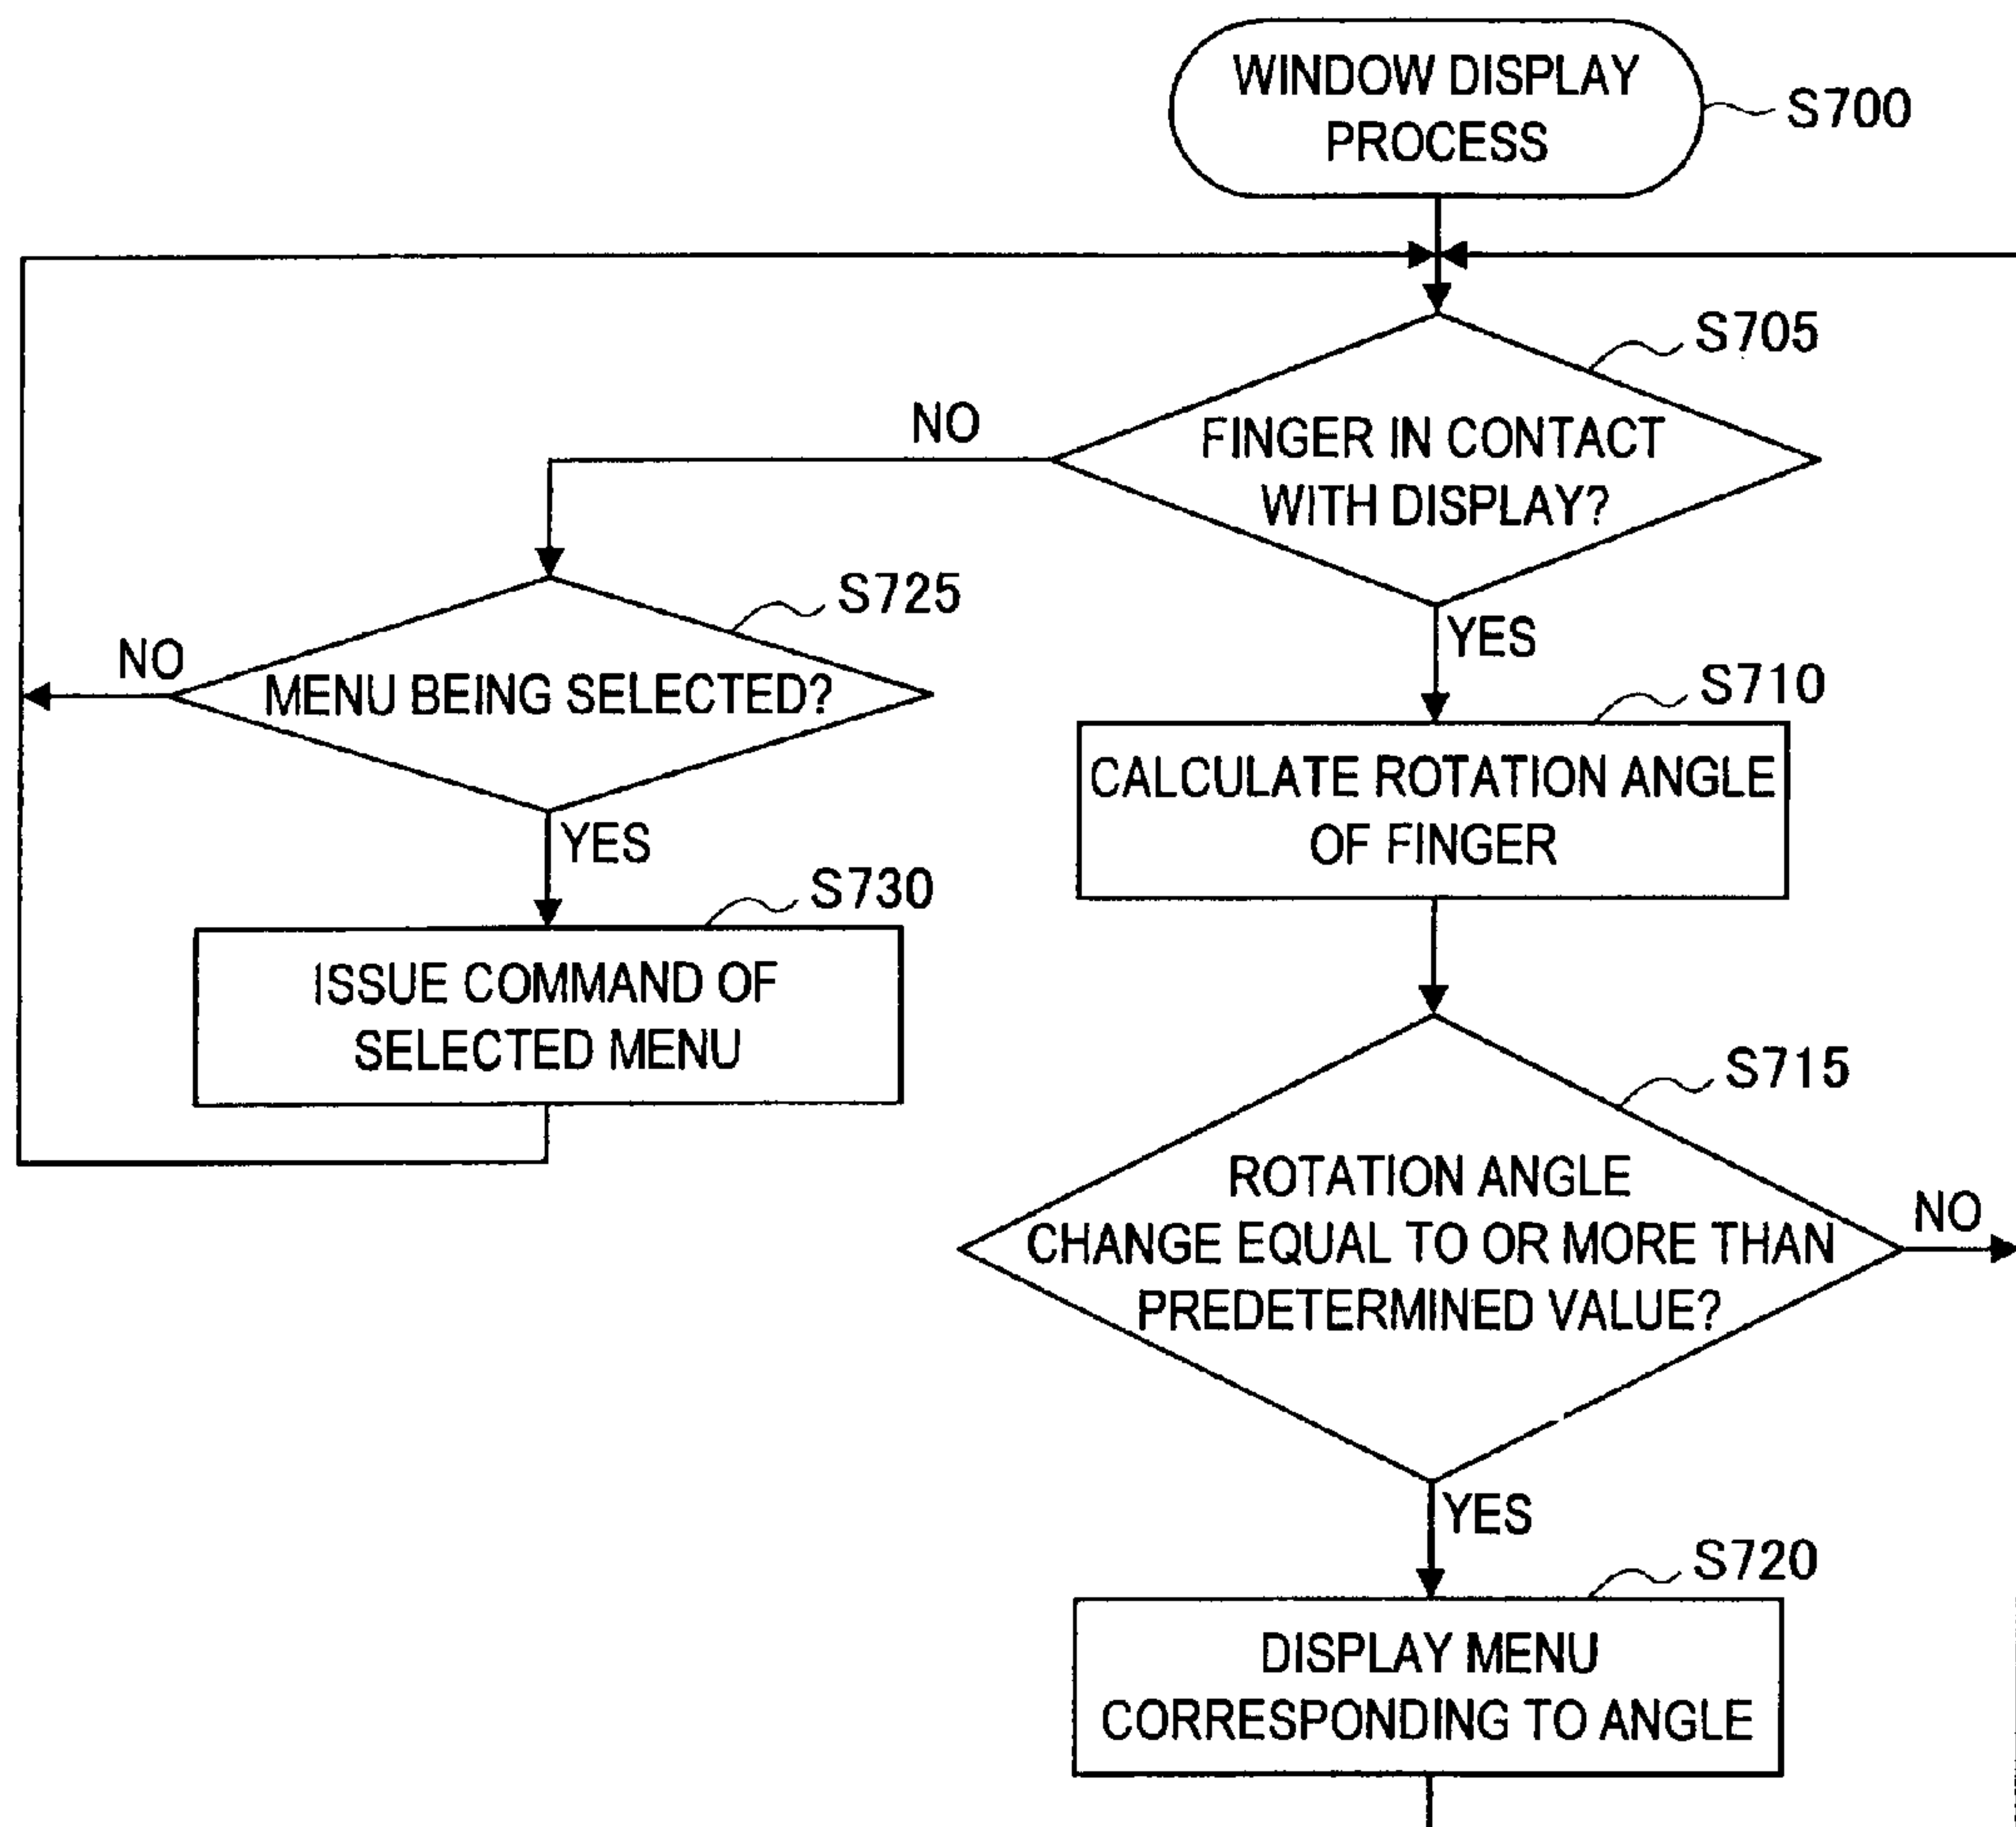 WINDOW DISPLAY
PROCESS
S700
S705
NO
FINGER IN CONTACT
WITH DISPLAY?
S725
YES
NO
MENU BEING SELECTED?
S710
CALCULATE ROTATION ANGLE
OF FINGER
YES
S730
ISSUE COMMAND OF
SELECTED MENU
S715
ROTATION ANGLE
CHANGE EQUAL TO OR MORE THAN
PREDETERMINED VALUE?
NO
YES
S720
DISPLAY MENU
CORRESPONDING TO ANGLE